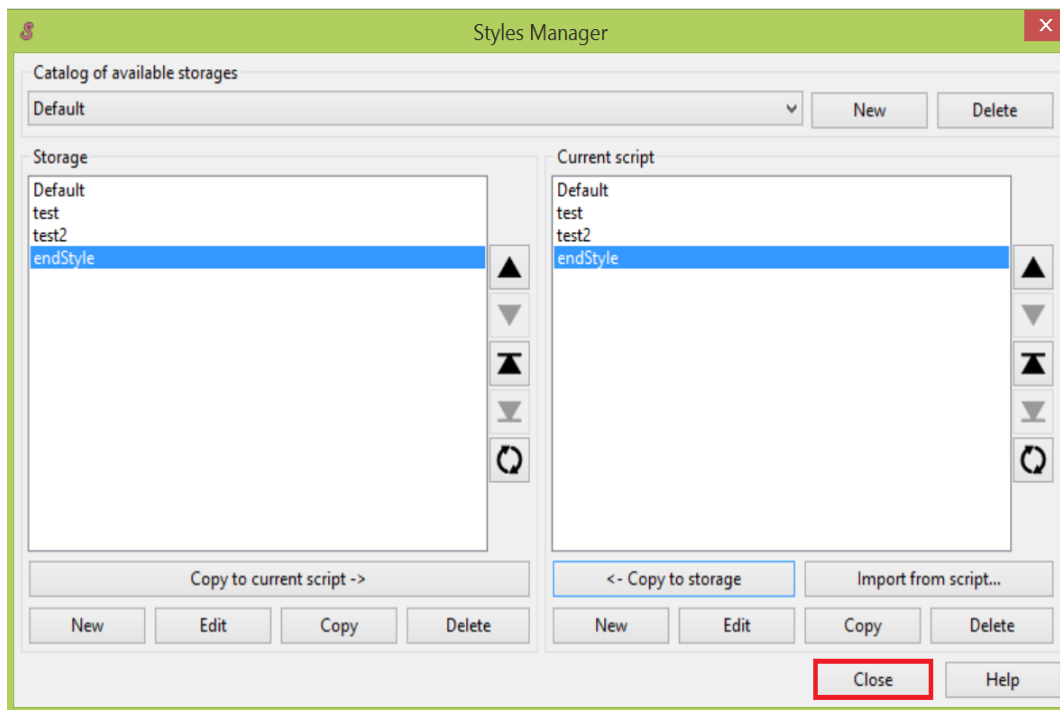 Styles Manager
Catalog of available storages
Default
New
Delete
Storage
Default
test
test2
endStyle
Copy to current script ->
New
Edit
Copy
Delete
Current script
Default
test
test2
endStyle
<- Copy to storage
Import from script...
New
Edit
Copy
Delete
Close
Help